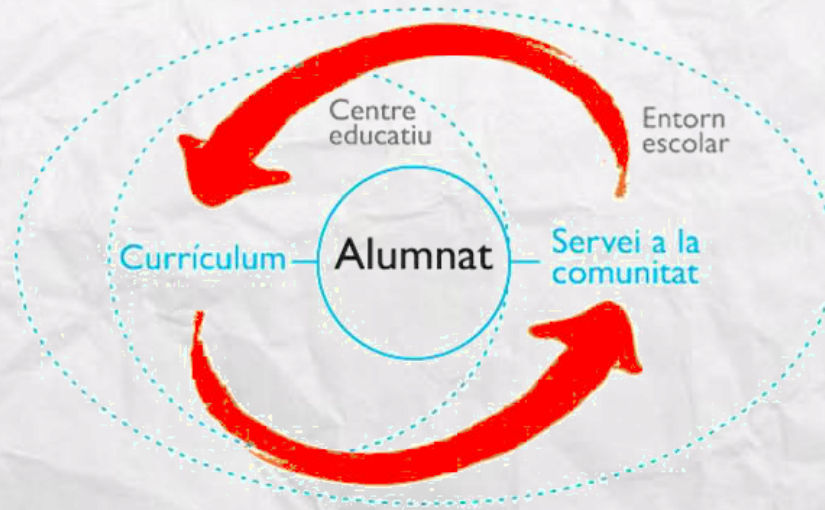 Centre
educatiu
Entorn
escolar
Currículum
Alumnat
Servei a la
comunitat